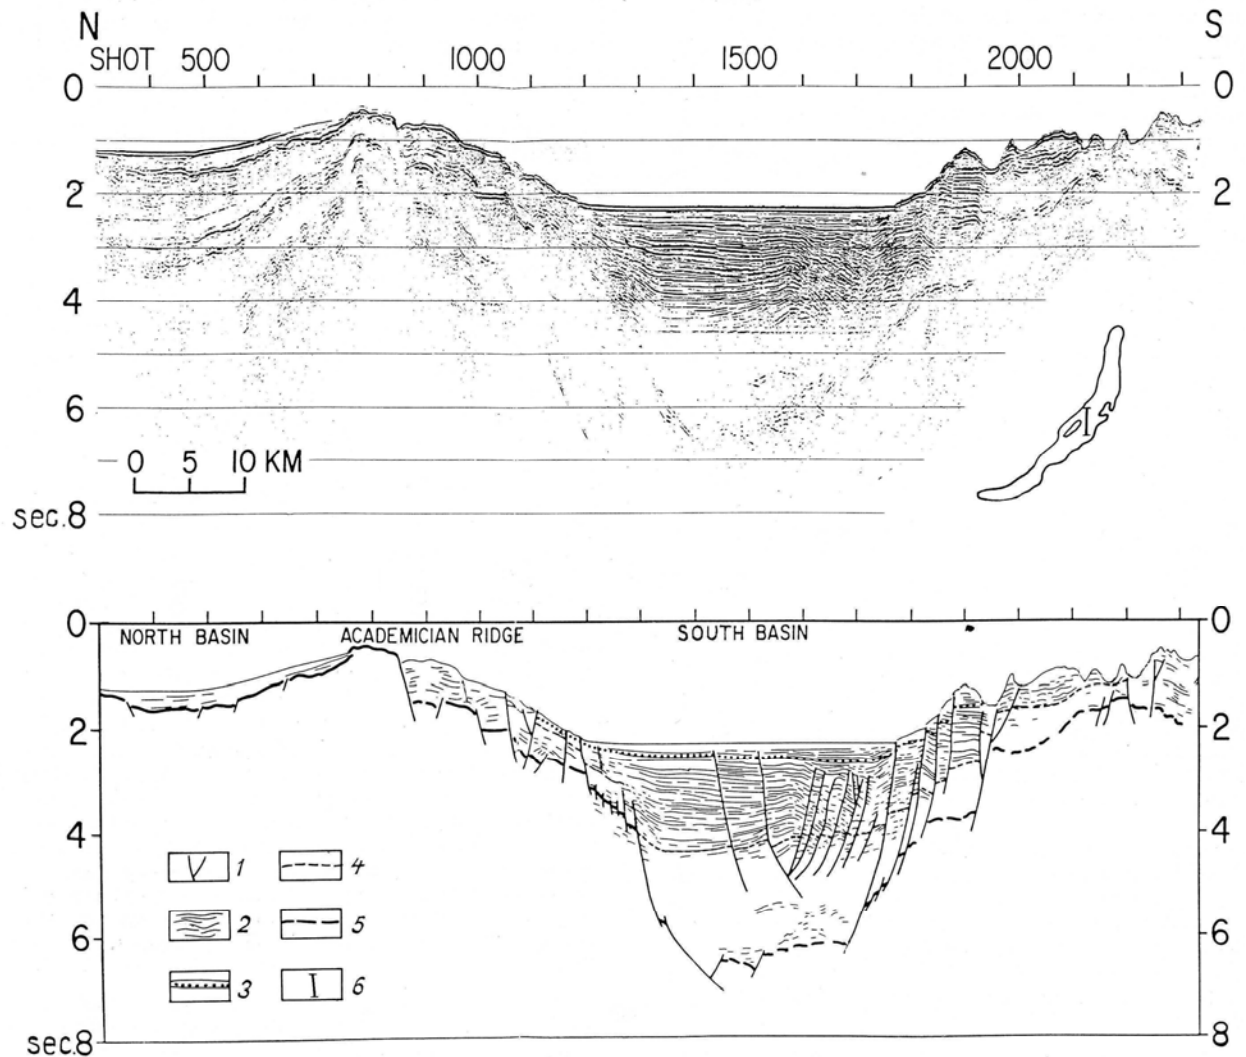 N S
SHOT 500 1000 1500 2000
0 0
2 2
4
6
0 5 10 KM
sec. 8
0 0
NORTH BASIN ACADEMICIAN RIDGE SOUTH BASIN
2 2
4 4
1 4
2 5
6 6
3 6
sec. 8 8